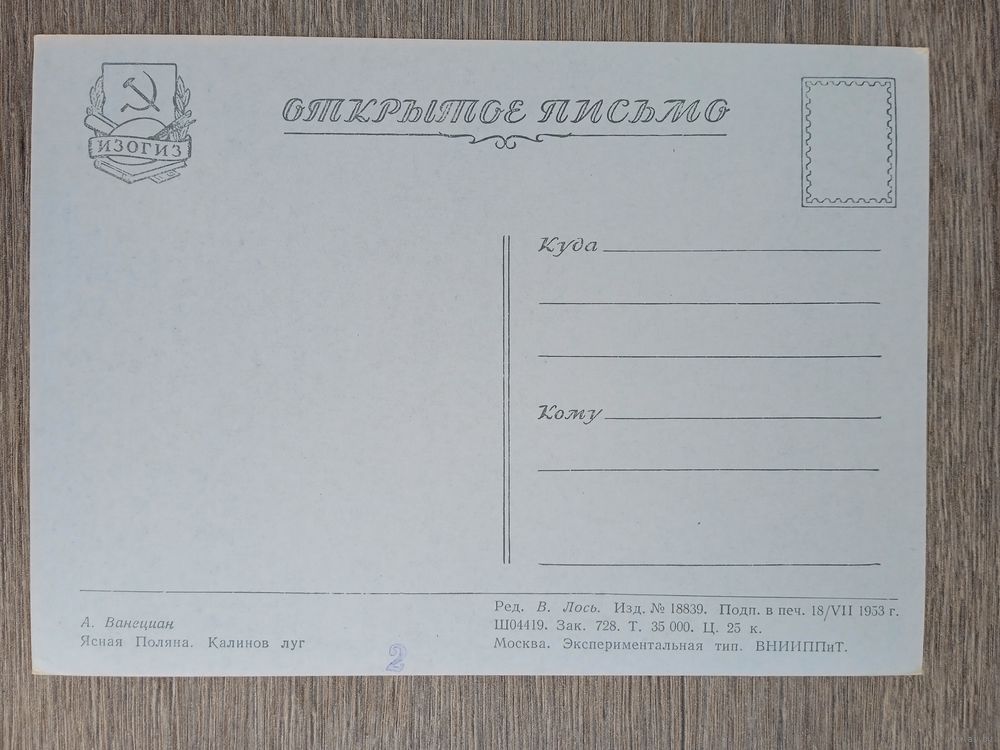 ИЗОГИЗ
ОТКРЫТОЕ ПИСЬМО
Куда
Кому
А. Ванециан
Ясная Поляна. Калинов луг
2
Ред. В. Лось. Изд. № 18839. Подп. в печ. 18/VII 1953 г.
Ш04419. Зак. 728. Т. 35 000. Ц. 25 к.
Москва. Экспериментальная тип. ВНИИППиТ.